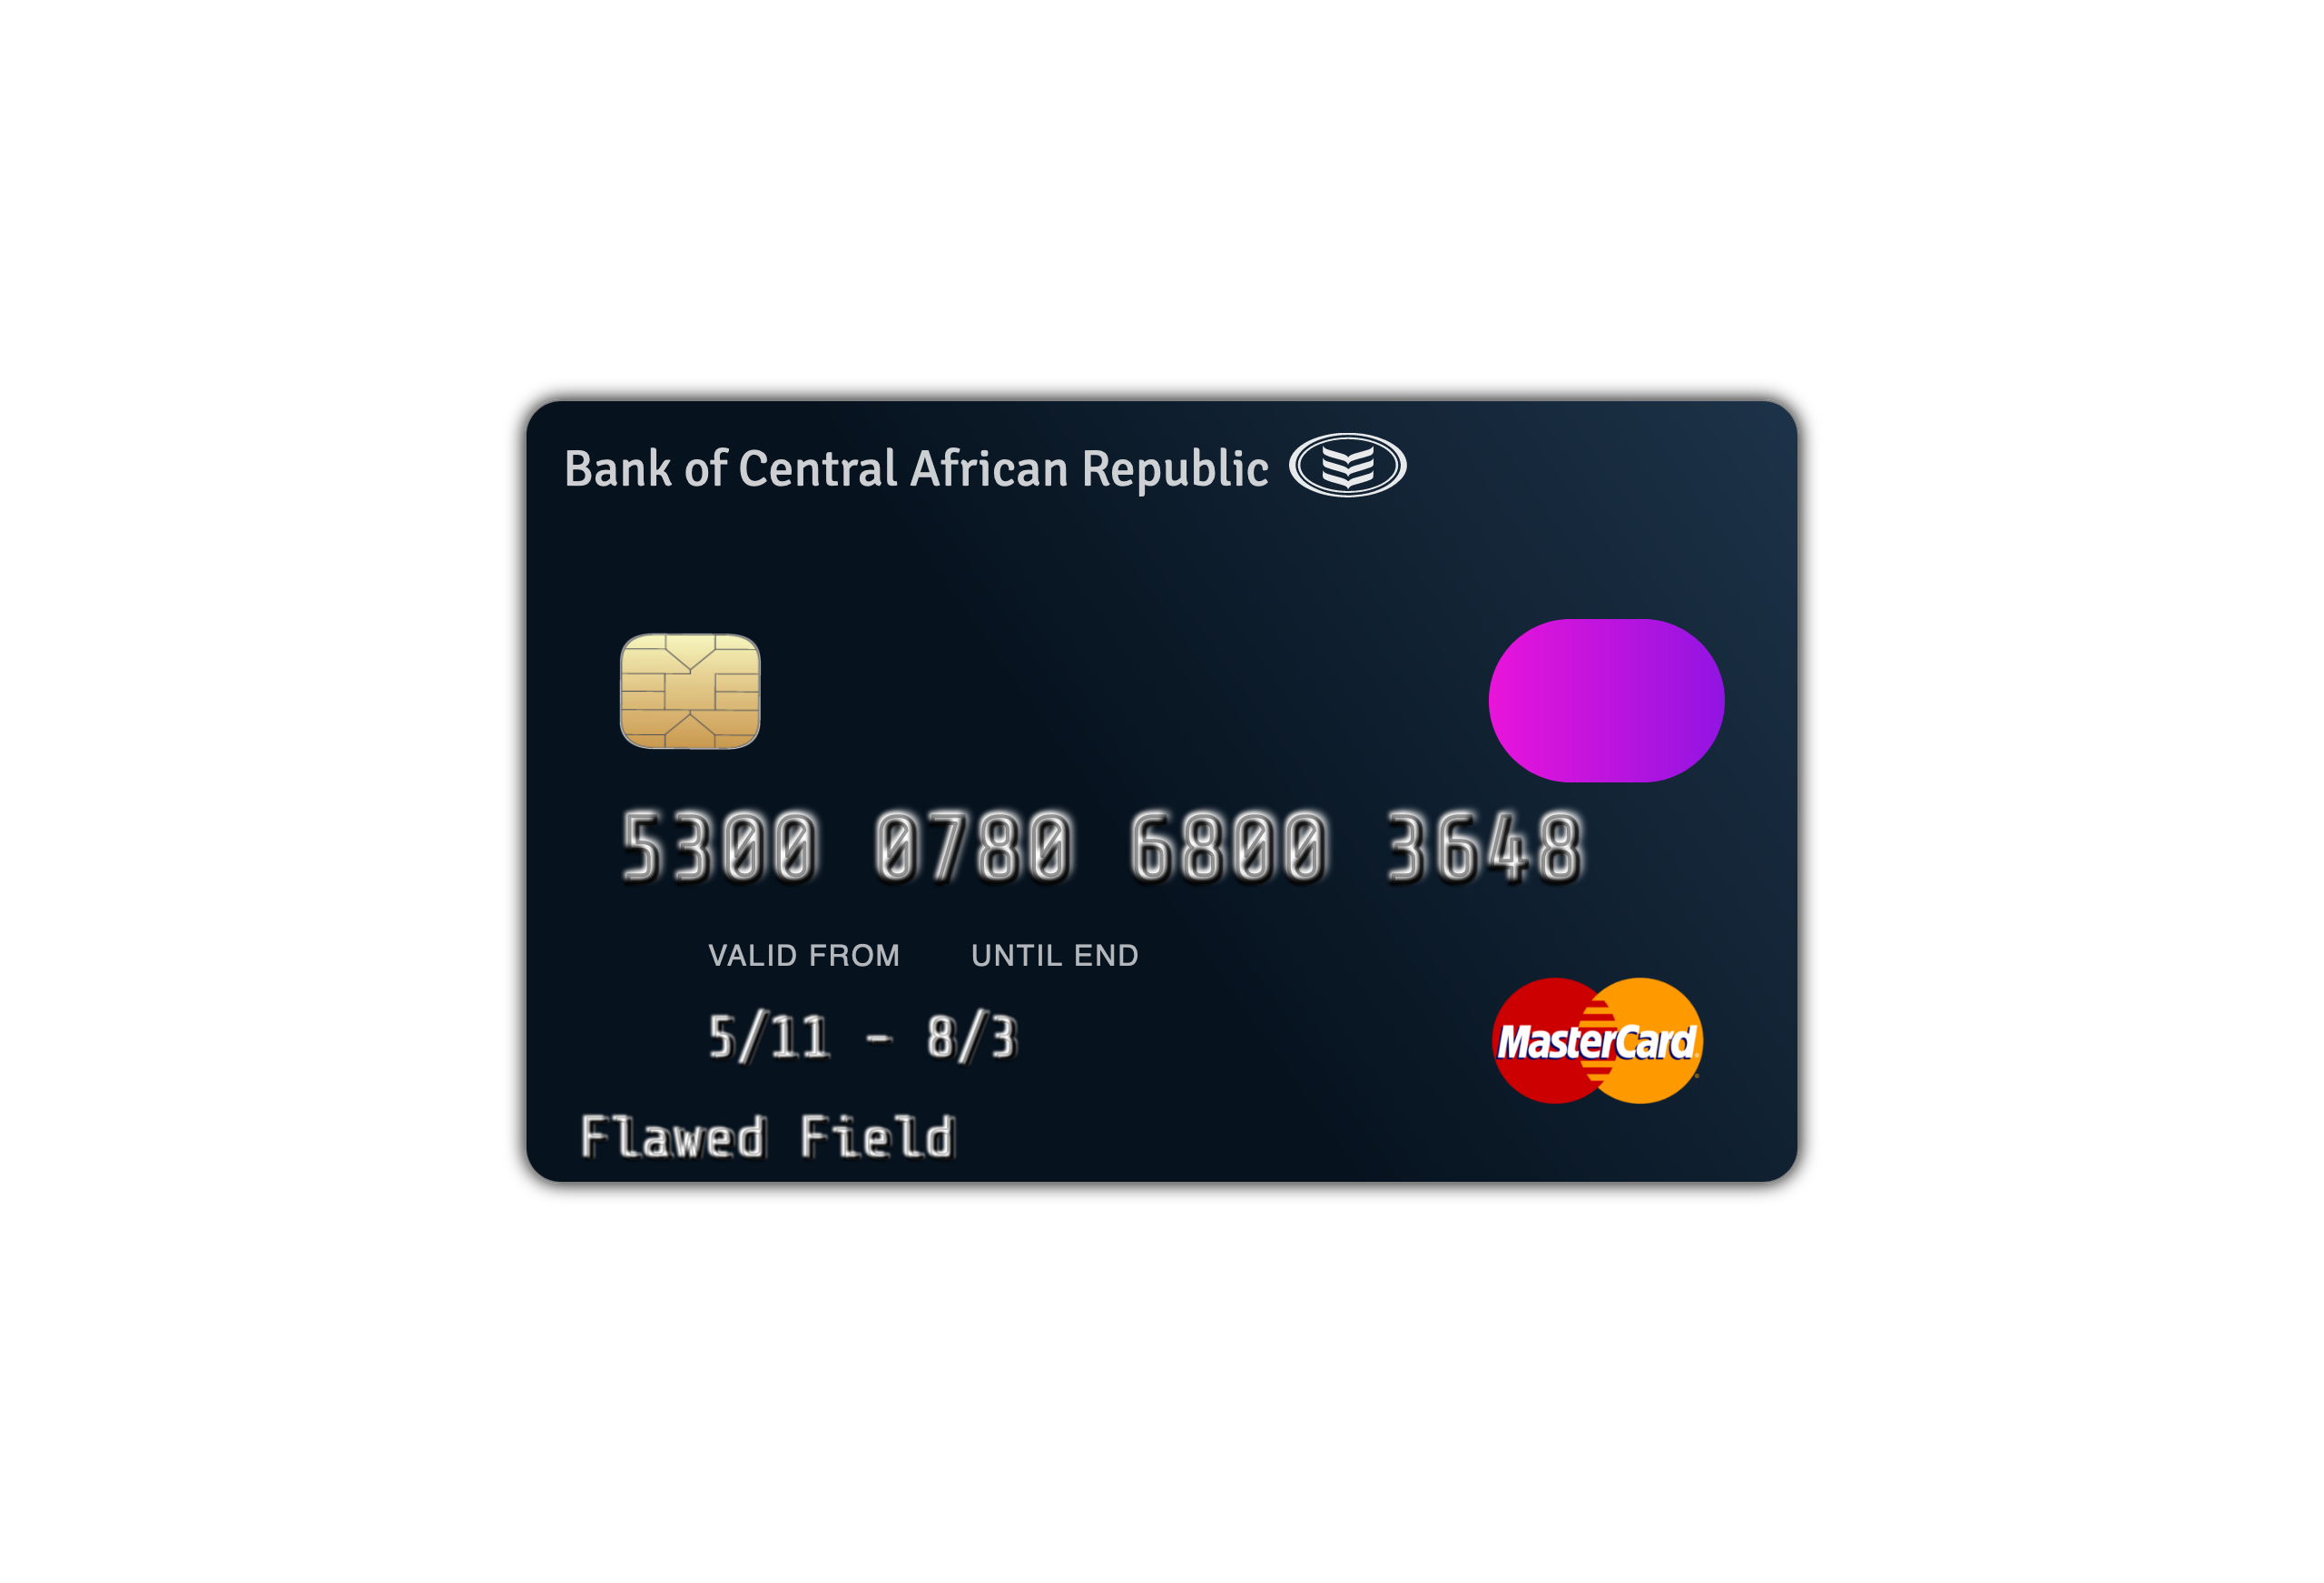 Bank of Central African Republic
5300 0780 6800 3648
VALID FROM UNTIL END
5/11 - 8/3
MasterCard
Flawed Field